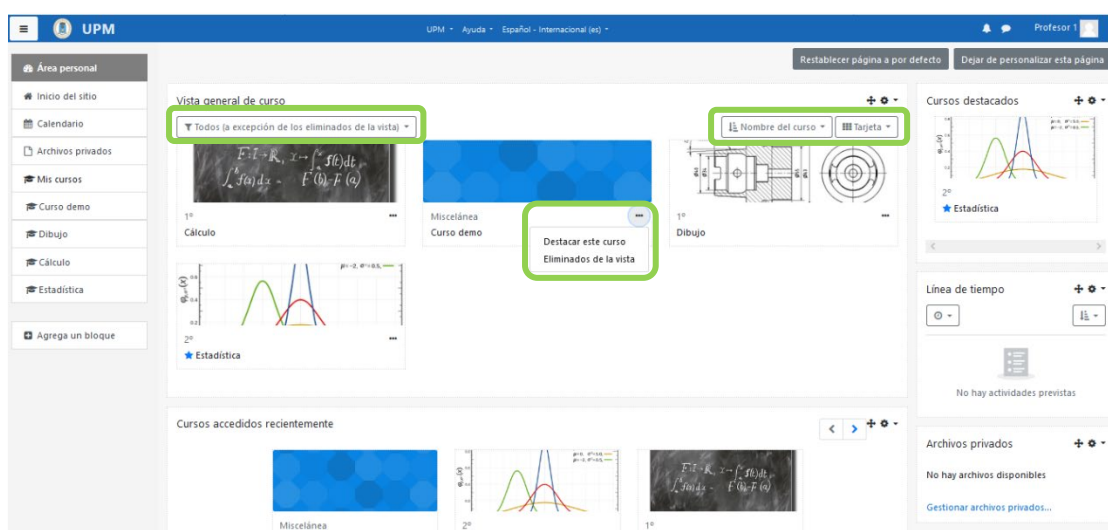 UPM
UPM Ayuda Español - Internacional (es)
Profesor 1
Restablecer página a por defecto
Dejar de personalizar esta página
Área personal
Inicio del sitio
Calendario
Archivos privados
Mis cursos
Curso demo
Dibujo
Cálculo
Estadística
Agrega un bloque
Vista general de curso
Todos (a excepción de los eliminados de la vista)
Nombre del curso
Tarjeta
1º
Cálculo
Miscelánea
Curso demo
Destacar este curso
Eliminados de la vista
1º
Dibujo
2º
Estadística
Cursos accedidos recientemente
Miscelánea
2º
1º
Cursos destacados
2º
Estadística
Línea de tiempo
No hay actividades previstas
Archivos privados
No hay archivos disponibles
Gestionar archivos privados...